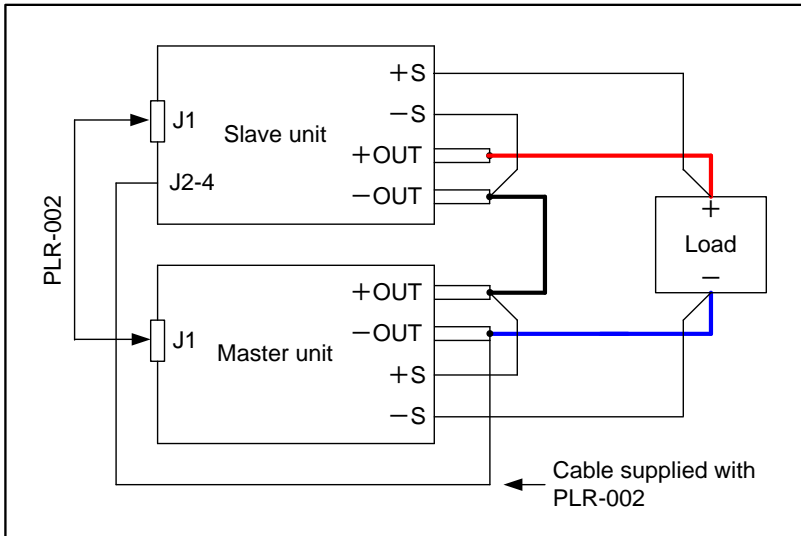 +S
−S
J1
Slave unit
+OUT
J2-4
−OUT
PLR-002
+
Load
−
+OUT
−OUT
J1
Master unit
+S
−S
Cable supplied with
PLR-002